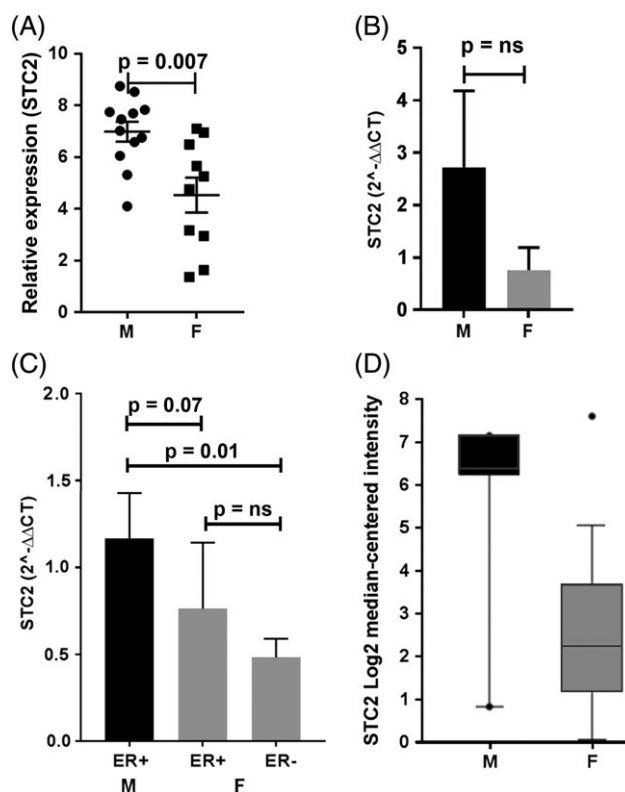 (A)
p = 0.007
Relative expression (STC2)
10
8
6
4
2
0
M F
(B)
p = ns
STC2 (2^-ΔΔCT)
5
4
3
2
1
0
M F
(C)
p = 0.07
p = 0.01
p = ns
STC2 (2^-ΔΔCT)
2.0
1.5
1.0
0.5
0.0
ER+ ER+ ER-
M F
(D)
STC2 Log2 median-centered intensity
8
7
6
5
4
3
2
1
0
M F